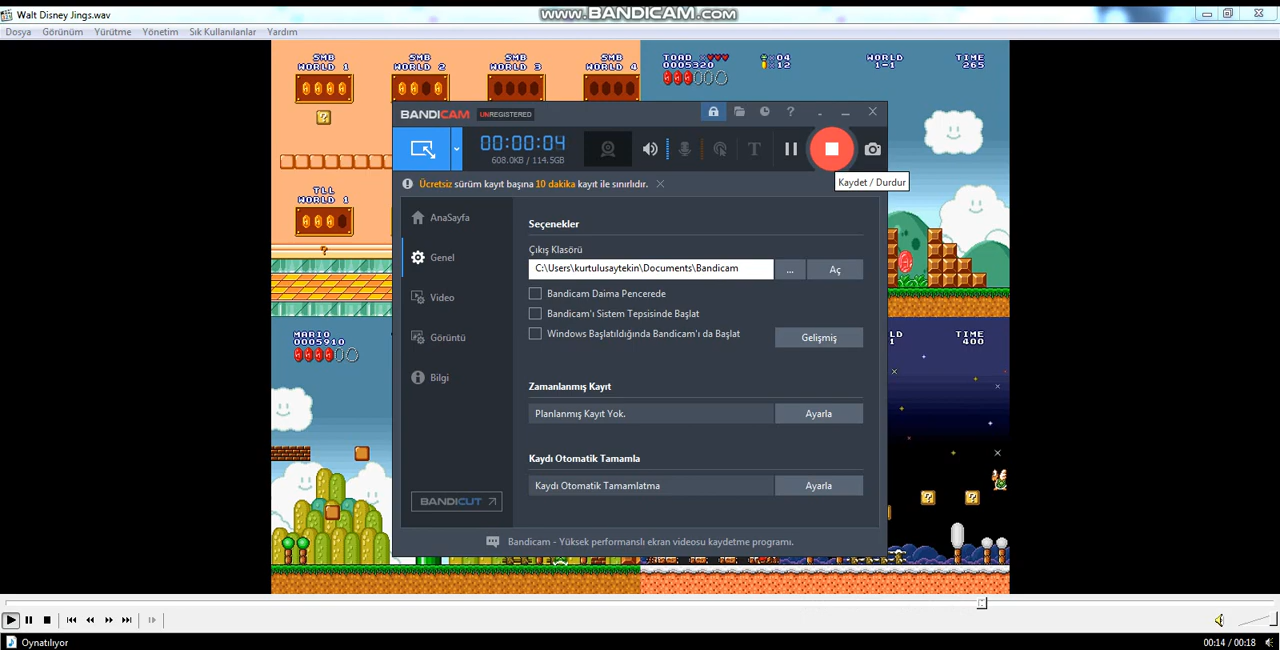 Walt Disney Jings.wav
www.BANDICAM.com
Dosya Görünüm Yürütme Yönetim Sık Kullanılanlar Yardım
SMB WORLD 1
SMB WORLD 2
SMB WORLD 3
SMB WORLD 4
TOAD
0005320
04
×12
WORLD
1-1
TIME
265
BANDICAM UNREGISTERED
00:00:04
608.0KB / 114.5GB
Kaydet / Durdur
Ücretsiz sürüm kayıt başına 10 dakika kayıt ile sınırlıdır.
TLL WORLD 1
AnaSayfa
Genel
Video
Görüntü
Bilgi
BANDICUT
Seçenekler
Çıkış Klasörü
C:\Users\kurtulusaytekin\Documents\Bandicam
... Aç
Bandicam Daima Pencerede
Bandicam'ı Sistem Tepsisinde Başlat
Windows Başlatıldığında Bandicam'ı da Başlat
Gelişmiş
Zamanlanmış Kayıt
Planlanmış Kayıt Yok. Ayarla
Kaydı Otomatik Tamamla
Kaydı Otomatik Tamamlatma Ayarla
Bandicam - Yüksek performanslı ekran videosu kaydetme programı.
MARIO
0005910
LD
1
TIME
400
Oynatılıyor
00:14 / 00:18